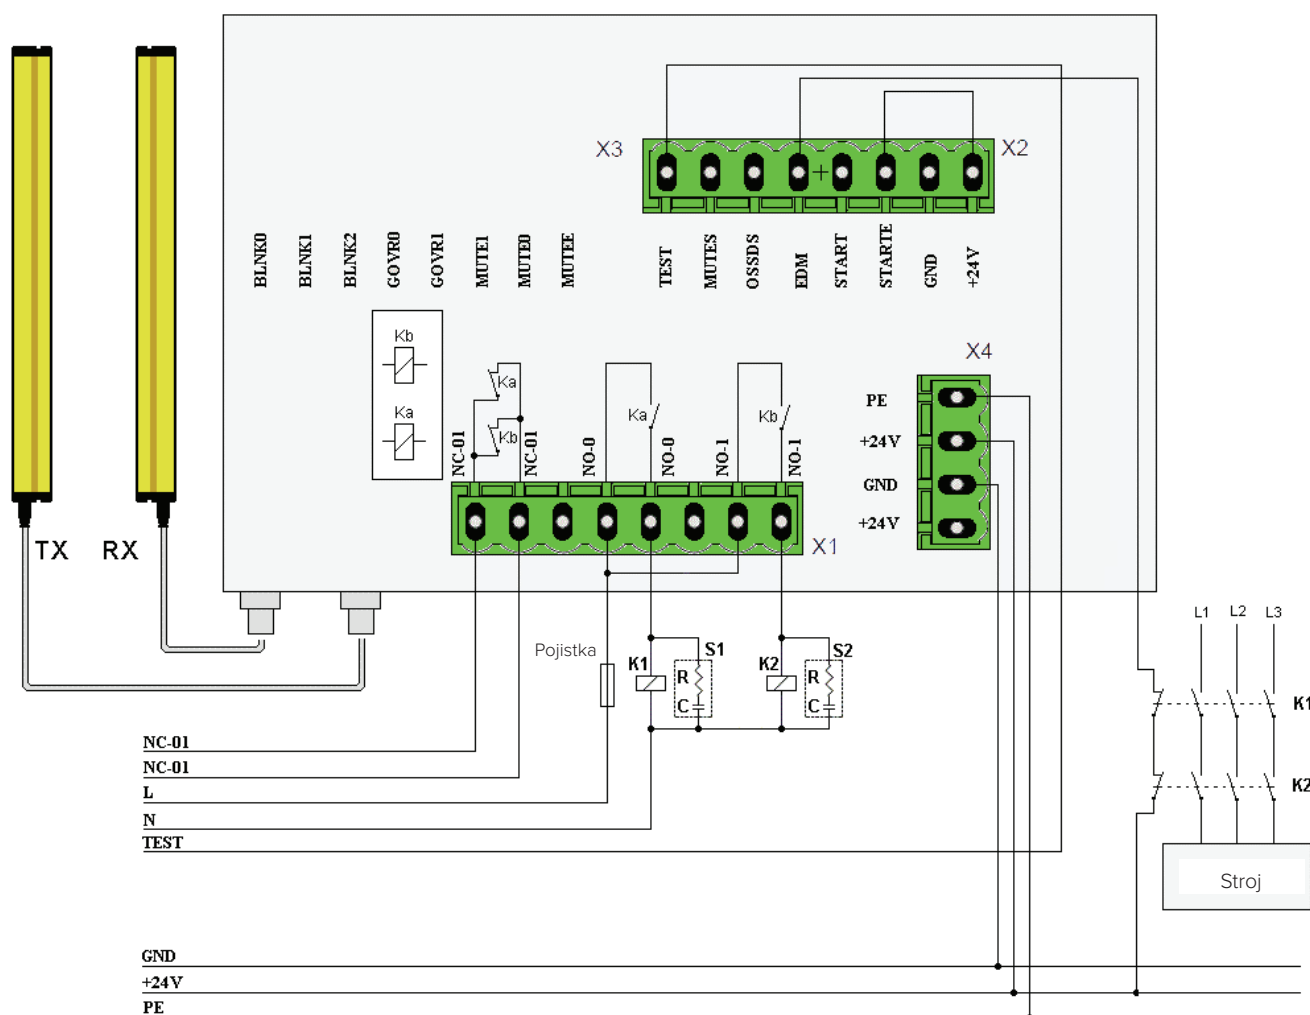 X3
X2
BLNK0
BLNK1
BLNK2
GOVR0
GOVR1
MUTE1
MUTE0
MUTEE
TEST
MUTES
OSSDS
EDM
START
STARTE
GND
+24V
Kb
Ka
Ka
Kb
Ka
Kb
NC-01
NC-01
NO-0
NO-0
NO-1
NO-1
X4
PE
+24V
GND
+24V
X1
TX
RX
Pojistka
K1
S1
R
C
K2
S2
R
C
L1
L2
L3
K1
K2
NC-01
NC-01
L
N
TEST
Stroj
GND
+24V
PE